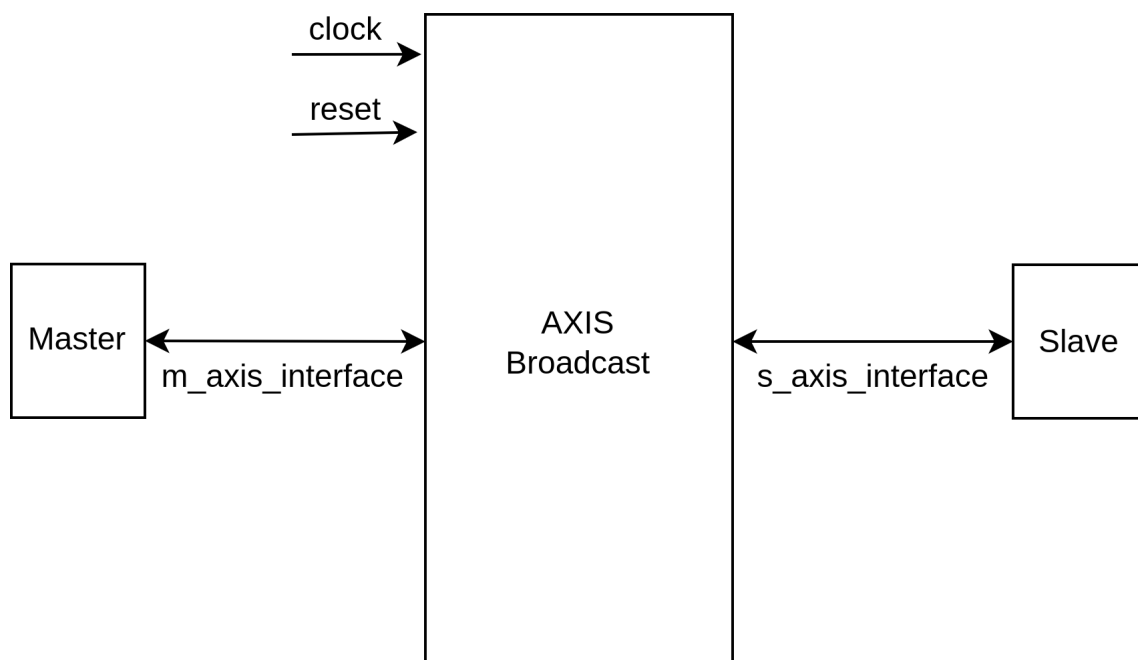 clock
reset
Master
m_axis_interface
AXIS
Broadcast
s_axis_interface
Slave